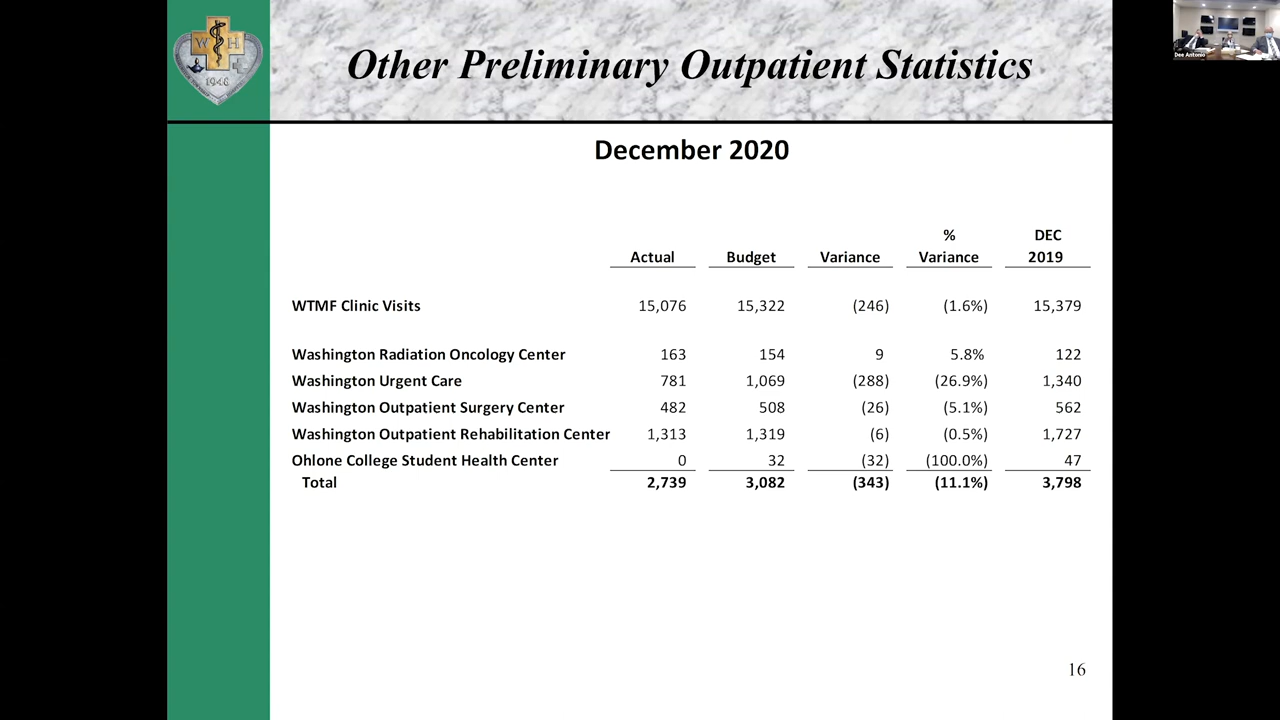 W H
1948
Other Preliminary Outpatient Statistics
Dee Antonio
December 2020
% DEC
Actual Budget Variance Variance 2019
WTMF Clinic Visits 15,076 15,322 (246) (1.6%) 15,379
Washington Radiation Oncology Center 163 154 9 5.8% 122
Washington Urgent Care 781 1,069 (288) (26.9%) 1,340
Washington Outpatient Surgery Center 482 508 (26) (5.1%) 562
Washington Outpatient Rehabilitation Center 1,313 1,319 (6) (0.5%) 1,727
Ohlone College Student Health Center 0 32 (32) (100.0%) 47
Total 2,739 3,082 (343) (11.1%) 3,798
16